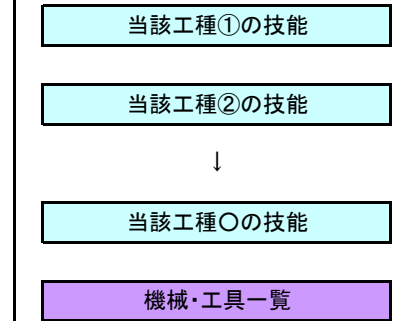 当該工種①の技能
当該工種②の技能
↓
当該工種〇の技能
機械・工具一覧